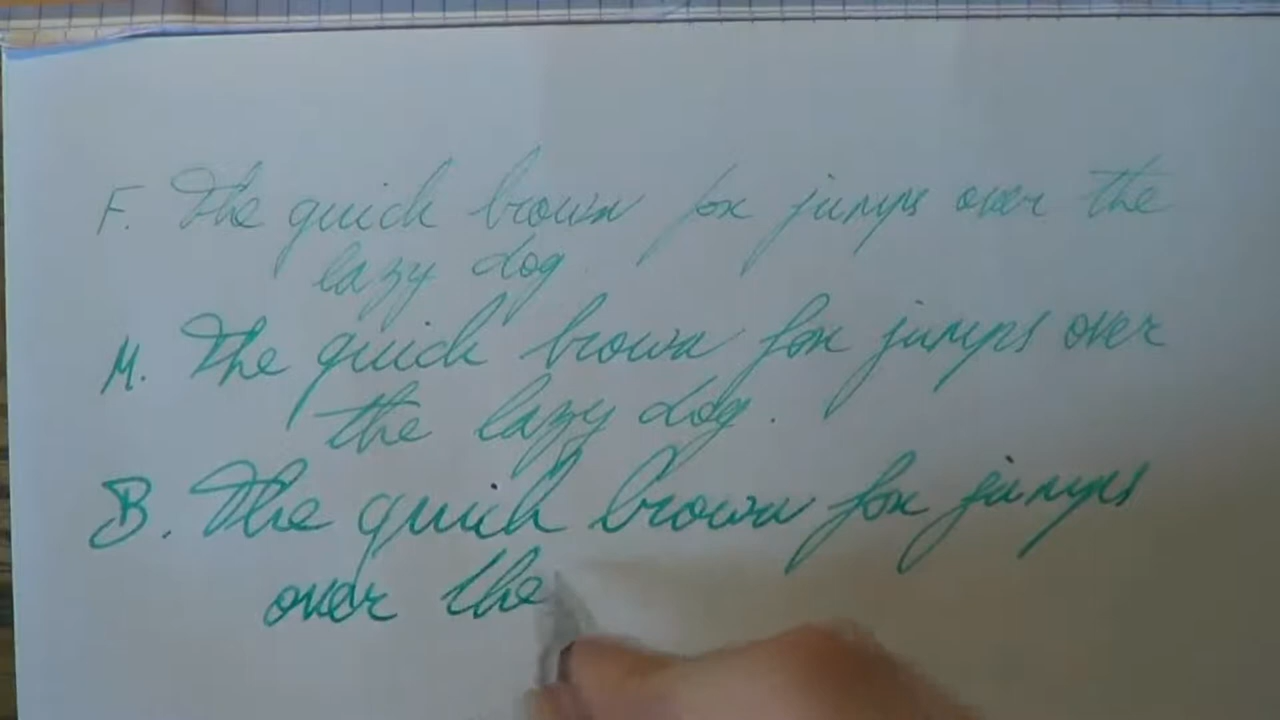 F. The quick brown fox jumps over the
lazy dog
M. The quick brown fox jumps over
the lazy dog.
B. The quick brown fox jumps
over the